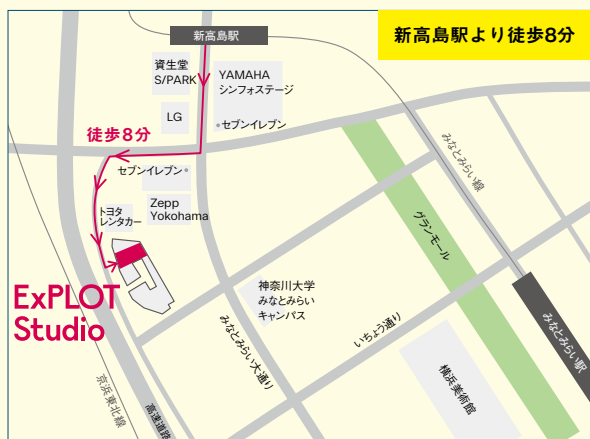 新高島駅
新高島駅より徒歩8分
資生堂
S/PARK
YAMAHA
シンフォステージ
LG
セブンイレブン
徒歩8分
セブンイレブン
トヨタ
レンタカー
Zepp
Yokohama
ExPLOT
Studio
みなとみらい線
グランモール
神奈川大学
みなとみらい
キャンパス
みなとみらい大通り
いちょう通り
みなとみらい駅
横浜美術館
京浜東北線
高速道路